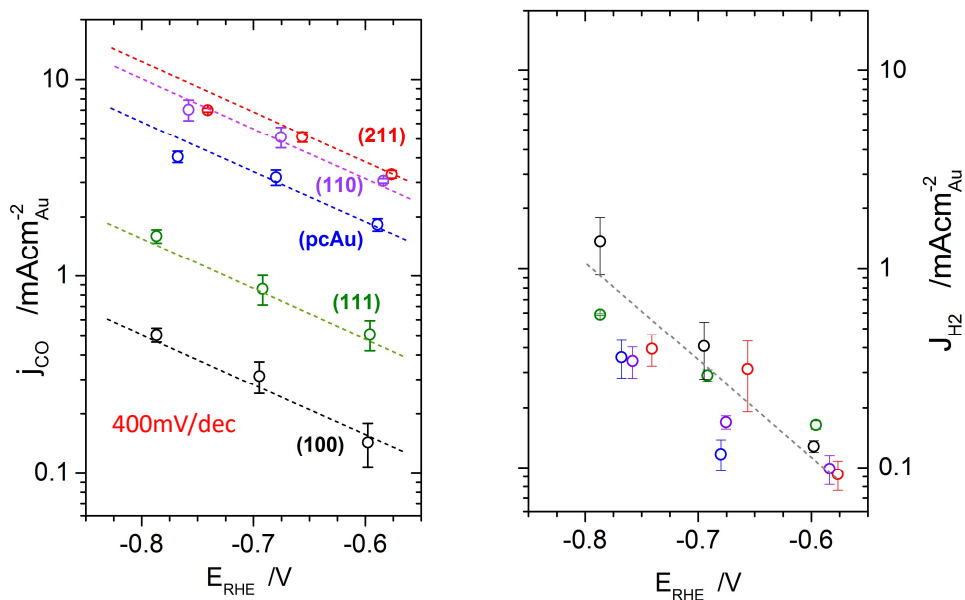 10
1
0.1
j_CO /mAcm^-2_Au
(211)
(110)
(pcAu)
(111)
(100)
400mV/dec
-0.8 -0.7 -0.6
E_RHE /V
10
1
0.1
J_H2 /mAcm^-2_Au
-0.8 -0.7 -0.6
E_RHE /V